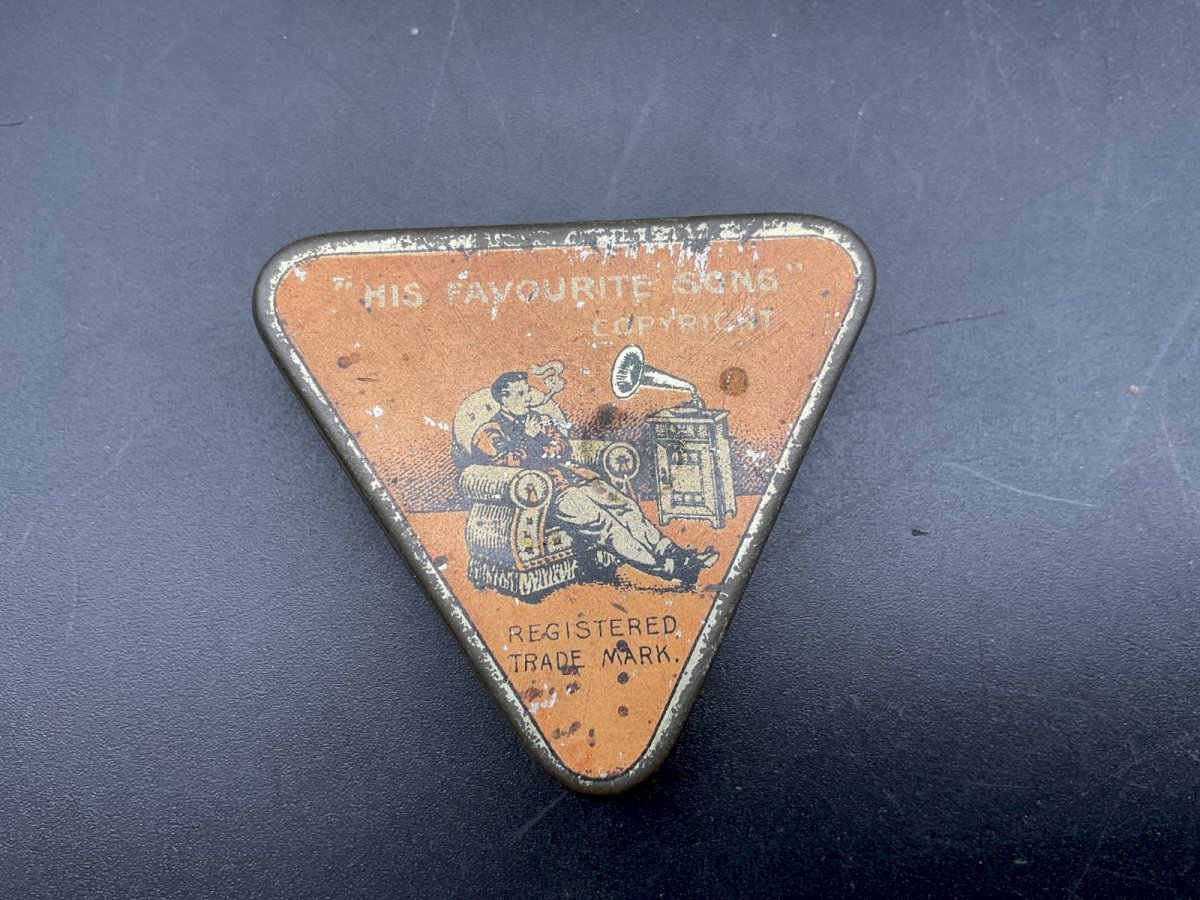 "HIS FAVOURITE SONG"
COPYRIGHT
REGISTERED
TRADE MARK.